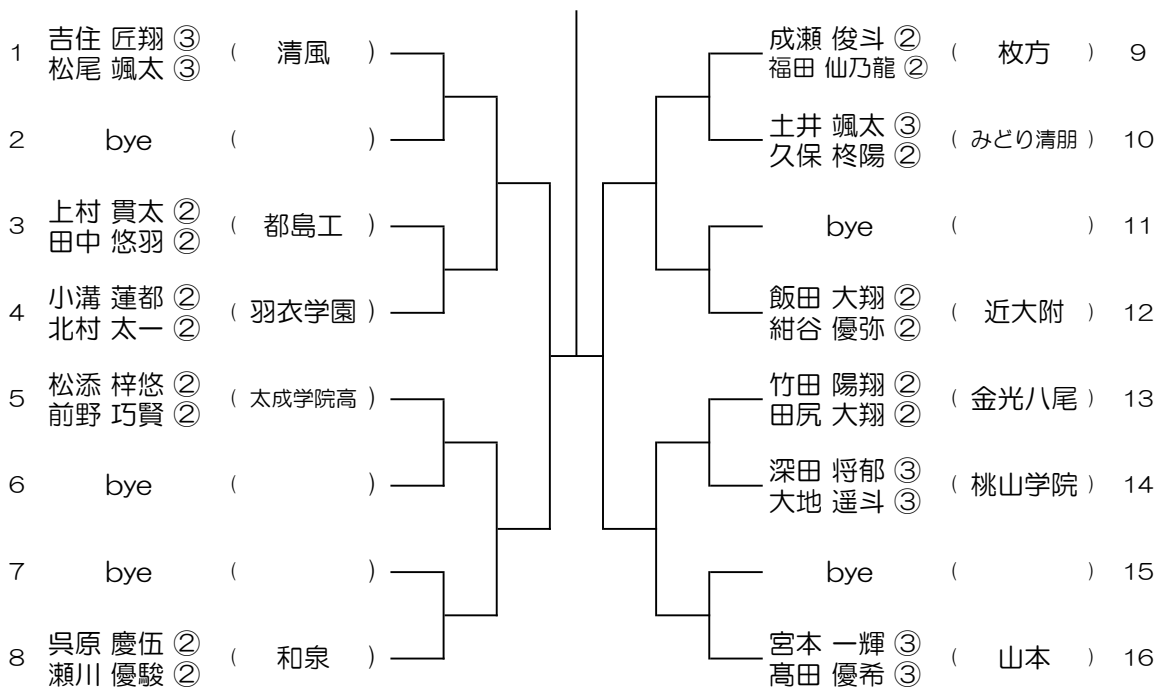 1 吉住 匠翔 ③ ( 清風 )
松尾 颯太 ③
2 bye ( )
3 上村 貫太 ② ( 都島工 )
田中 悠羽 ②
4 小溝 蓮都 ② ( 羽衣学園 )
北村 太一 ②
5 松添 梓悠 ② ( 太成学院高 )
前野 巧賢 ②
6 bye ( )
7 bye ( )
8 呉原 慶伍 ② ( 和泉 )
瀬川 優駿 ②
成瀬 俊斗 ② ( 枚方 ) 9
福田 仙乃龍 ②
土井 颯太 ③ ( みどり清朋 ) 10
久保 柊陽 ②
bye ( ) 11
飯田 大翔 ② ( 近大附 ) 12
紺谷 優弥 ②
竹田 陽翔 ② ( 金光八尾 ) 13
田尻 大翔 ②
深田 将郁 ③ ( 桃山学院 ) 14
大地 遥斗 ③
bye ( ) 15
宮本 一輝 ③ ( 山本 ) 16
髙田 優希 ③